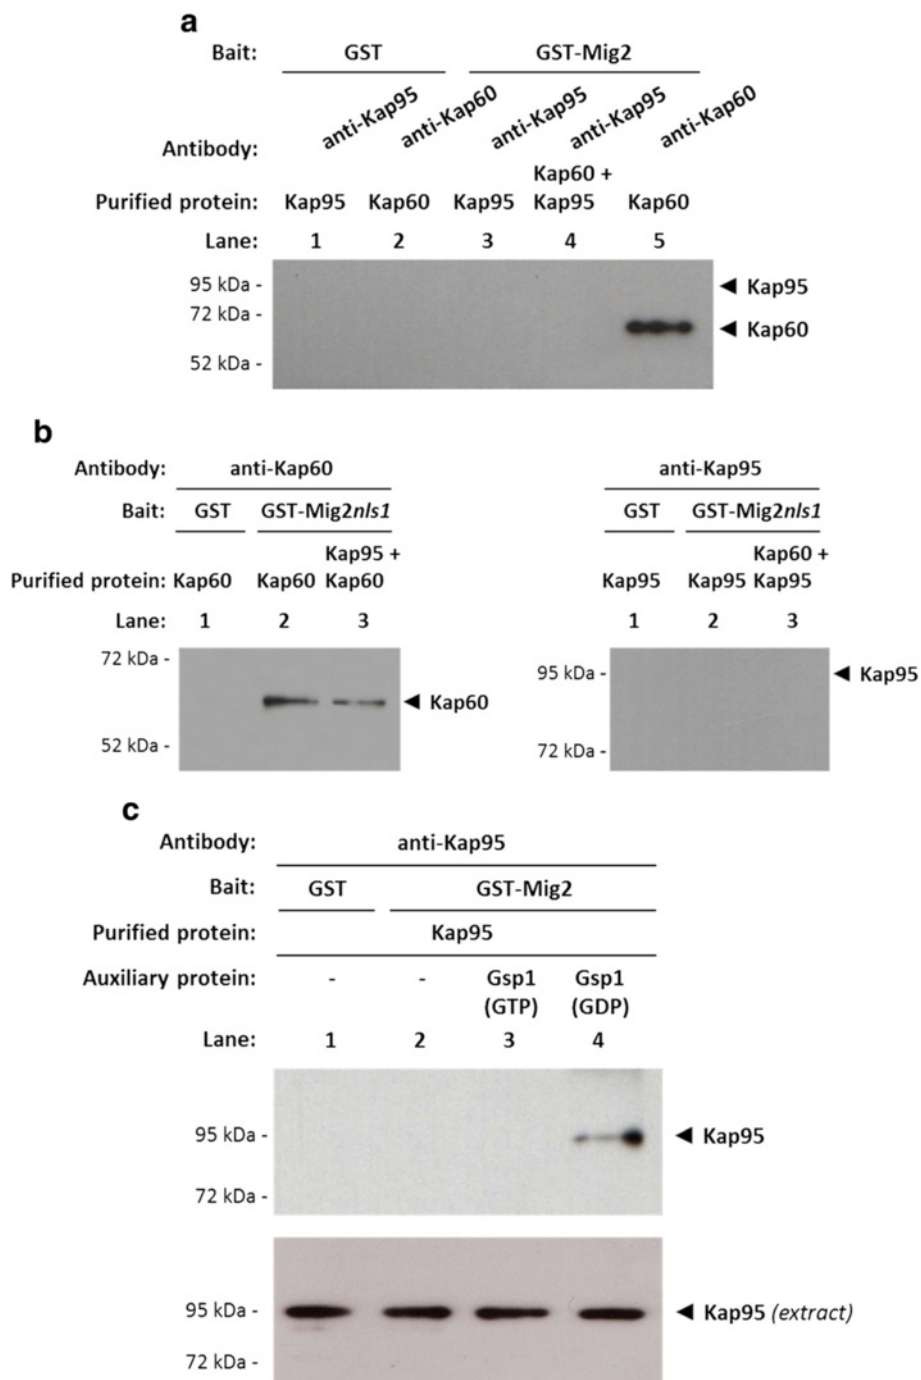 a
Bait: GST GST-Mig2
Antibody: anti-Kap95 anti-Kap60 anti-Kap95 anti-Kap95 anti-Kap60
Kap60 +
Purified protein: Kap95 Kap60 Kap95 Kap95 Kap60
Lane: 1 2 3 4 5
95 kDa - Kap95
72 kDa -
Kap60
52 kDa -
b
Antibody: anti-Kap60 anti-Kap95
Bait: GST GST-Mig2nls1 GST GST-Mig2nls1
Kap95 + Kap60 +
Purified protein: Kap60 Kap60 Kap60 Kap95 Kap95 Kap95
Lane: 1 2 3 1 2 3
72 kDa -
95 kDa - Kap95
Kap60
52 kDa - 72 kDa -
c
Antibody: anti-Kap95
Bait: GST GST-Mig2
Purified protein: Kap95
Auxiliary protein: - - Gsp1 Gsp1
(GTP) (GDP)
Lane: 1 2 3 4
95 kDa - Kap95
72 kDa -
95 kDa - Kap95 (extract)
72 kDa -